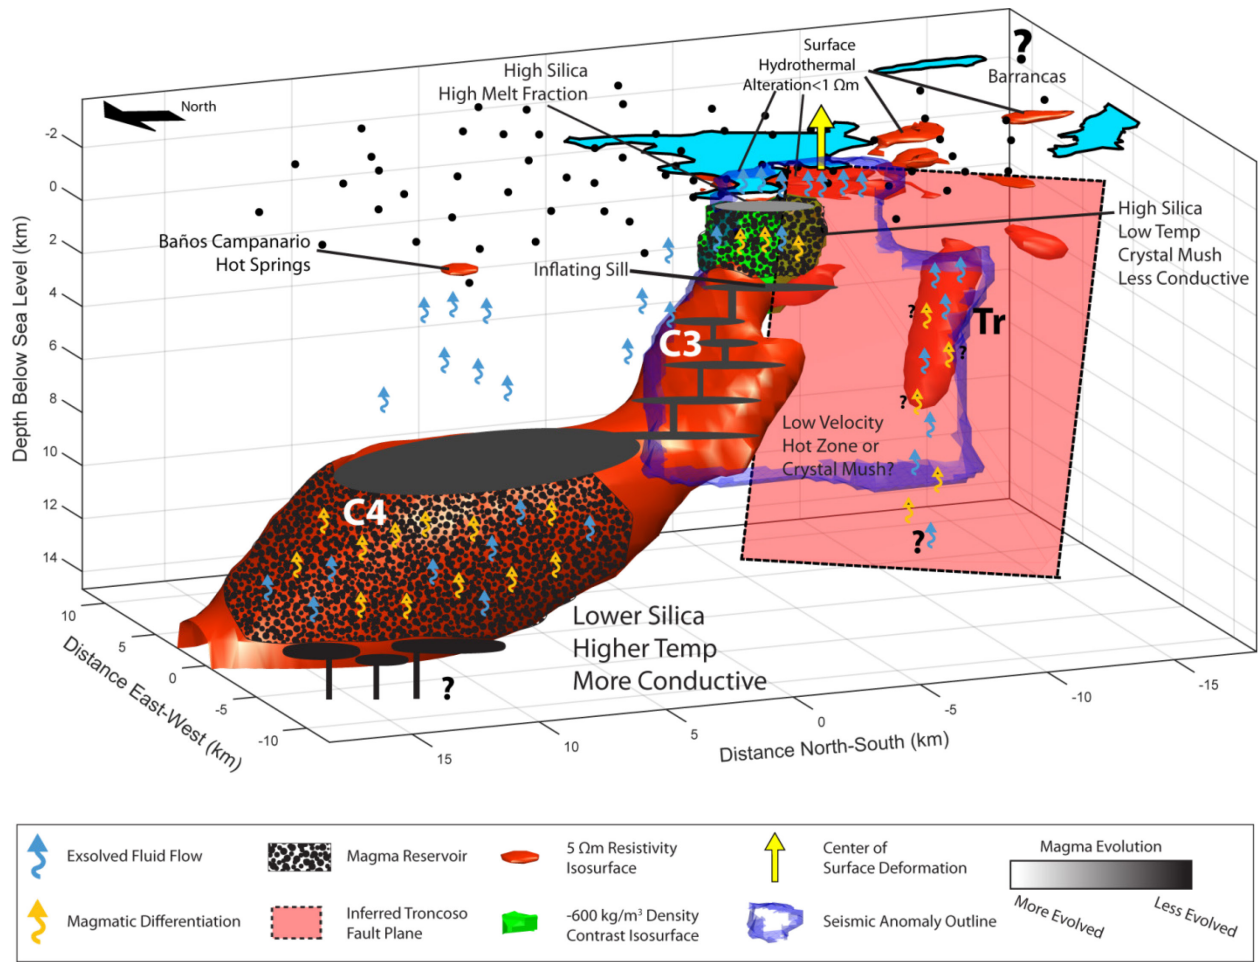 North
High Silica
High Melt Fraction
Surface
Hydrothermal
Alteration<1 Ωm
?
Barrancas
-2
0
2
4
6
8
10
12
14
Depth Below Sea Level (km)
Baños Campanario
Hot Springs
Inflating Sill
High Silica
Low Temp
Crystal Mush
Less Conductive
C3
Tr
?
?
?
Low Velocity
Hot Zone or
Crystal Mush?
?
C4
Lower Silica
Higher Temp
More Conductive
?
10
5
0
-5
-10
Distance East-West (km)
15
10
5
0
-5
-10
-15
Distance North-South (km)
Exsolved Fluid Flow
Magma Reservoir
5 Ωm Resistivity
Isosurface
Center of
Surface Deformation
Magma Evolution
More Evolved
Less Evolved
Magmatic Differentiation
Inferred Troncoso
Fault Plane
-600 kg/m³ Density
Contrast Isosurface
Seismic Anomaly Outline